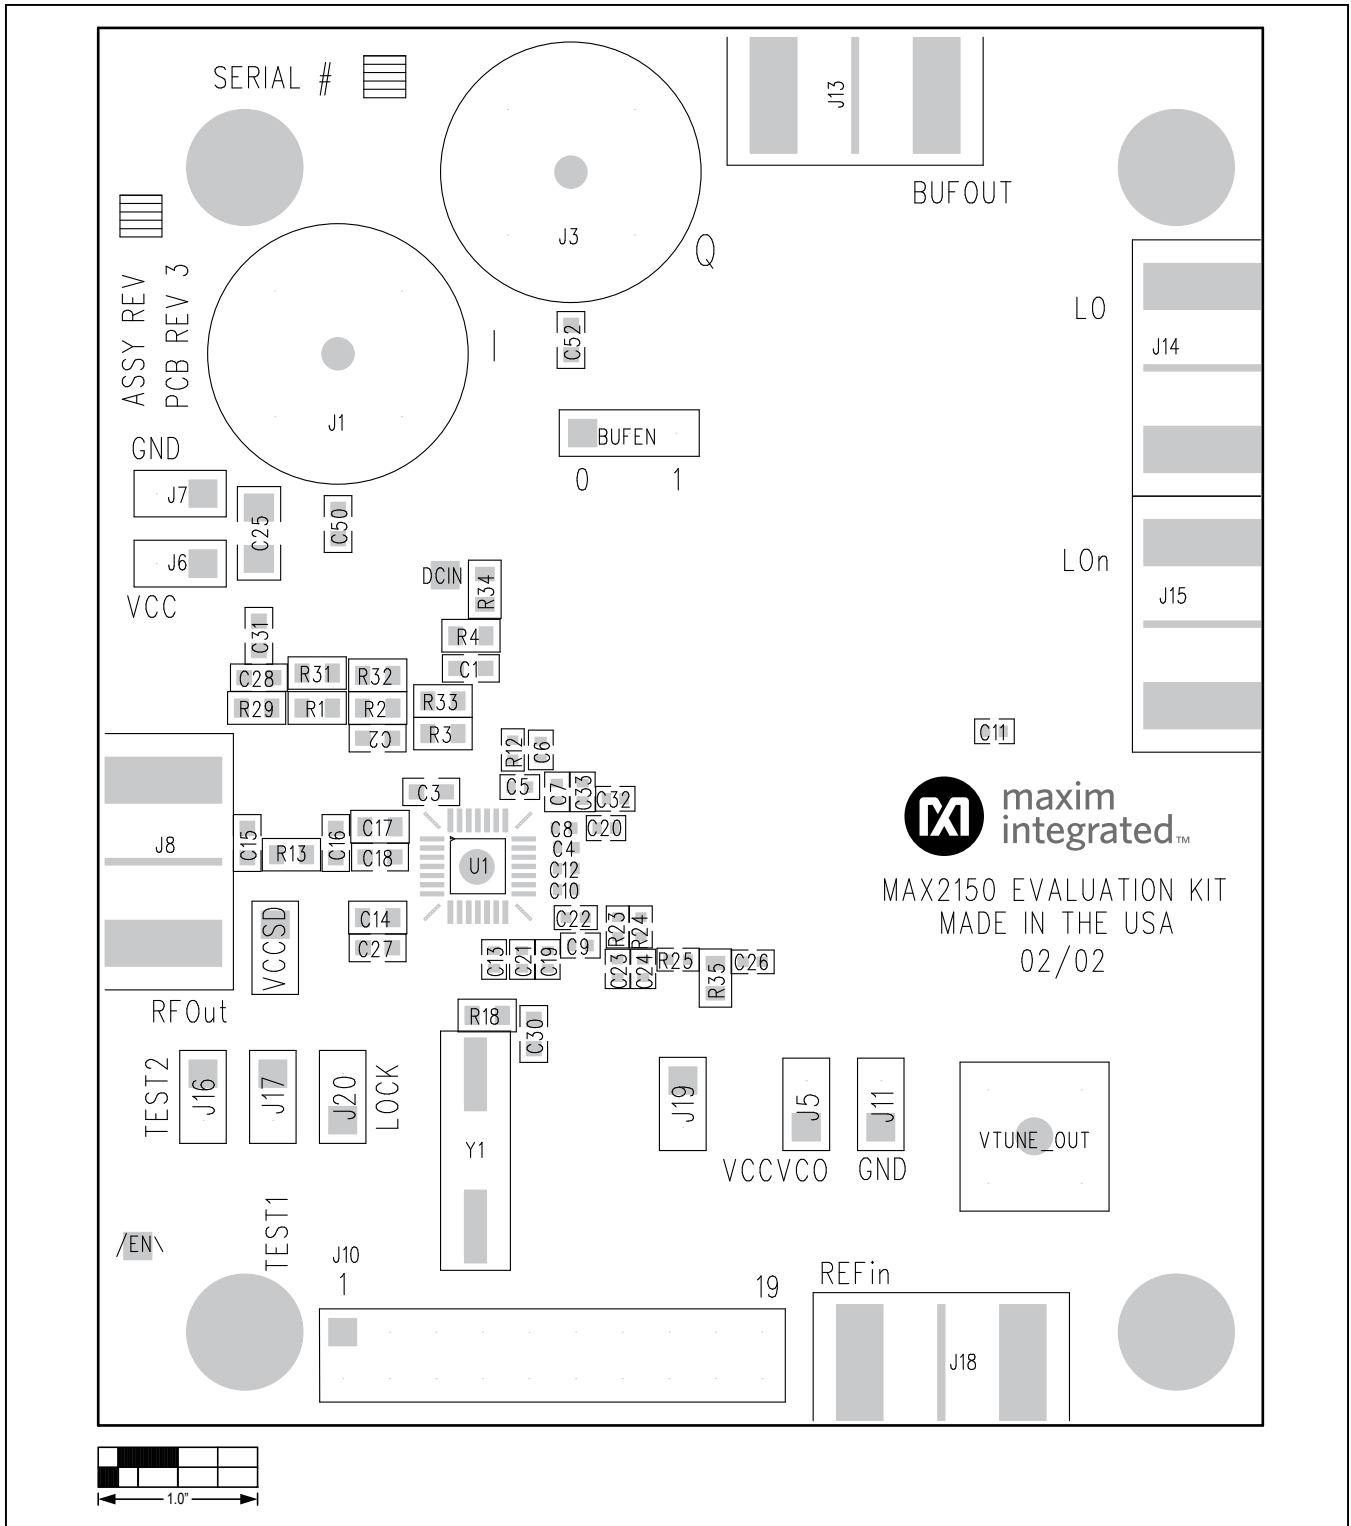 SERIAL #
J13
BUFOUT
J3
Q
ASSY REV
PCB REV 3
J1
I
C52
LO
J14
GND
BUFEN
0 1
J7
C25
C50
J6
VCC
LOn
J15
DCIN
R34
C31
R4
C1
C28
R31
R32
R29
R1
R2
R33
C2
R3
R12
C6
C11
C3
C5
C7
C33
C32
maxim
integrated™
J8
C15
R13
C16
C17
C18
U1
C8
C20
C4
C12
C10
MAX2150 EVALUATION KIT
MADE IN THE USA
02/02
VCCSD
C14
C27
C22
R23
R24
C9
C13
C21
C19
C23
C24
R25
R35
C26
RFOut
R18
C30
TEST2
J16
J17
J20
LOCK
Y1
J19
J5
J11
VCCVCO
GND
VTUNE_OUT
/EN\
TEST1
J10
1
19
REFin
J18
1.0"